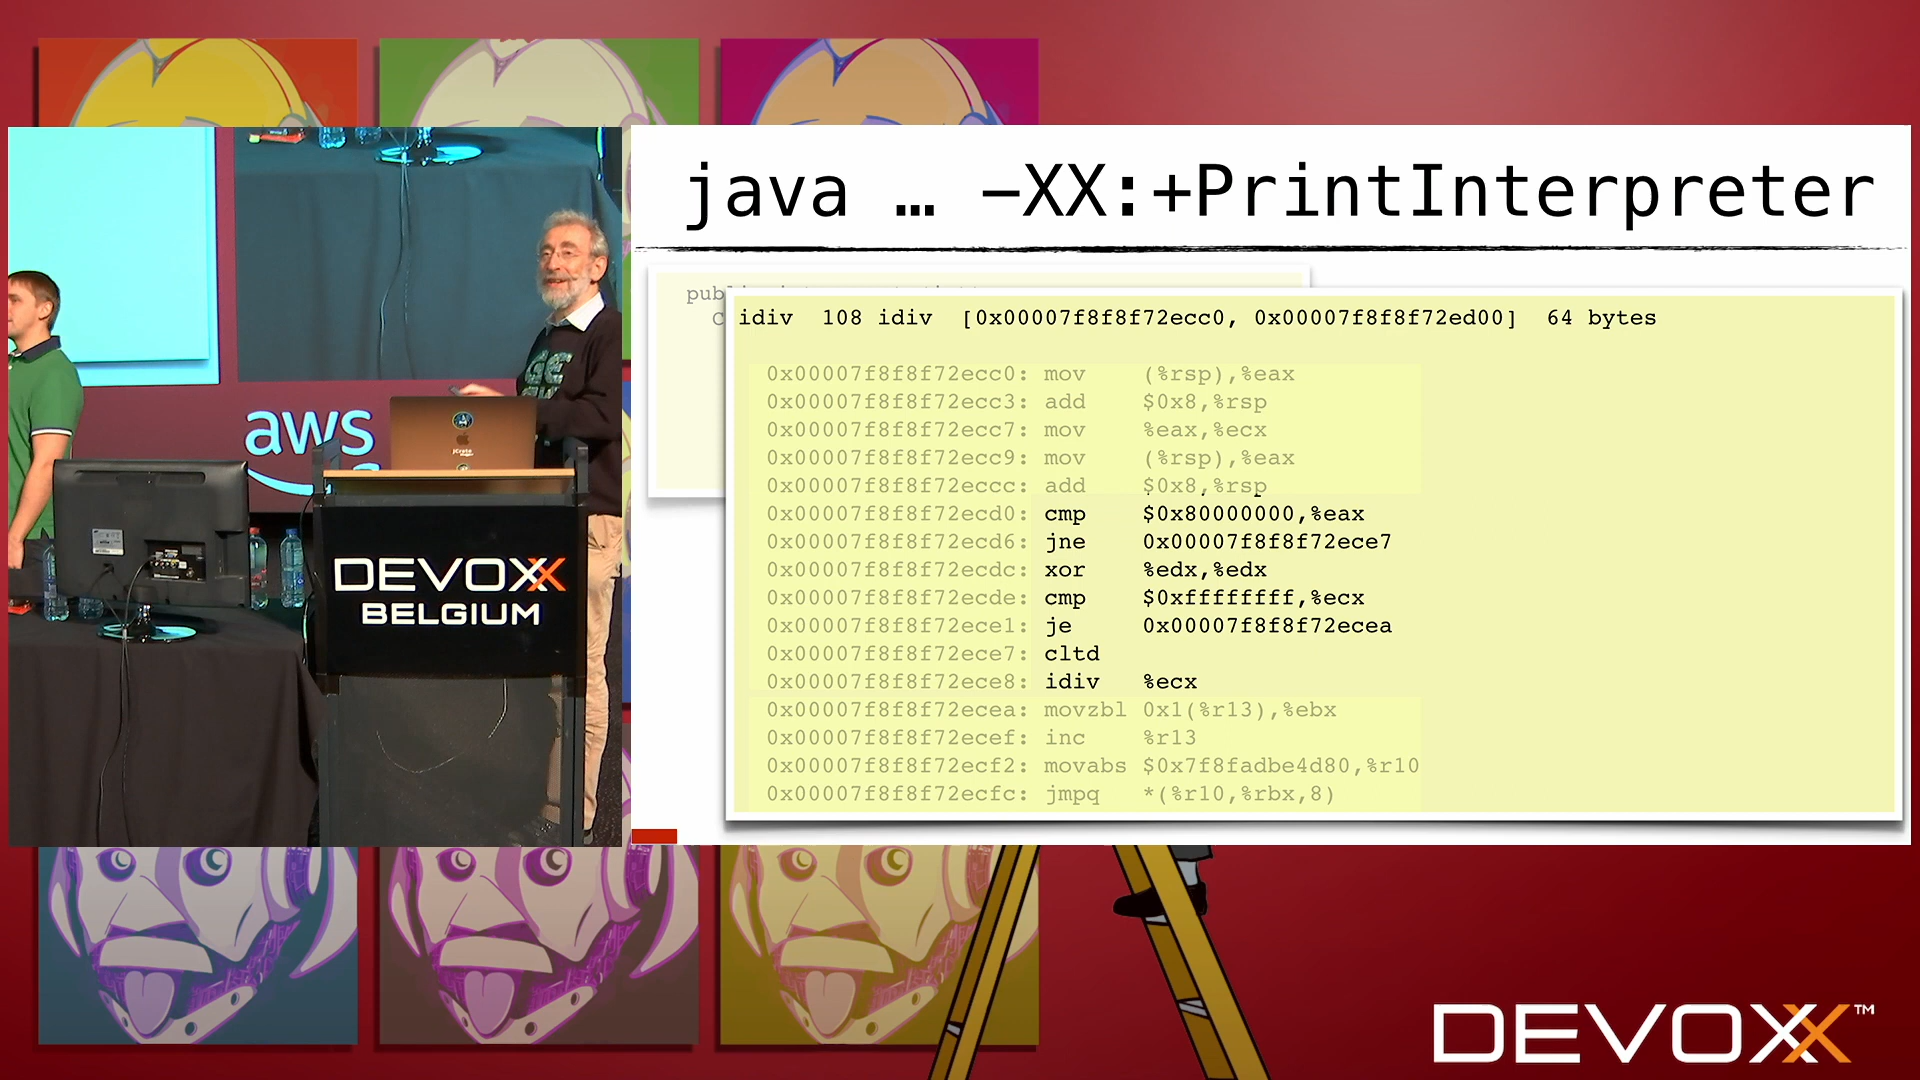 java … –XX:+PrintInterpreter
pub
C
idiv  108 idiv  [0x00007f8f8f72ecc0, 0x00007f8f8f72ed00]  64 bytes
0x00007f8f8f72ecc0: mov    (%rsp),%eax
0x00007f8f8f72ecc3: add    $0x8,%rsp
0x00007f8f8f72ecc7: mov    %eax,%ecx
0x00007f8f8f72ecc9: mov    (%rsp),%eax
0x00007f8f8f72eccc: add    $0x8,%rsp
0x00007f8f8f72ecd0: cmp    $0x80000000,%eax
0x00007f8f8f72ecd6: jne    0x00007f8f8f72ece7
0x00007f8f8f72ecdc: xor    %edx,%edx
0x00007f8f8f72ecde: cmp    $0xffffffff,%ecx
0x00007f8f8f72ece1: je     0x00007f8f8f72ecea
0x00007f8f8f72ece7: cltd
0x00007f8f8f72ece8: idiv   %ecx
0x00007f8f8f72ecea: movzbl 0x1(%r13),%ebx
0x00007f8f8f72ecef: inc    %r13
0x00007f8f8f72ecf2: movabs $0x7f8fadbe4d80,%r10
0x00007f8f8f72ecfc: jmpq   *(%r10,%rbx,8)
aws
DEVOXX
BELGIUM
DEVOXX™